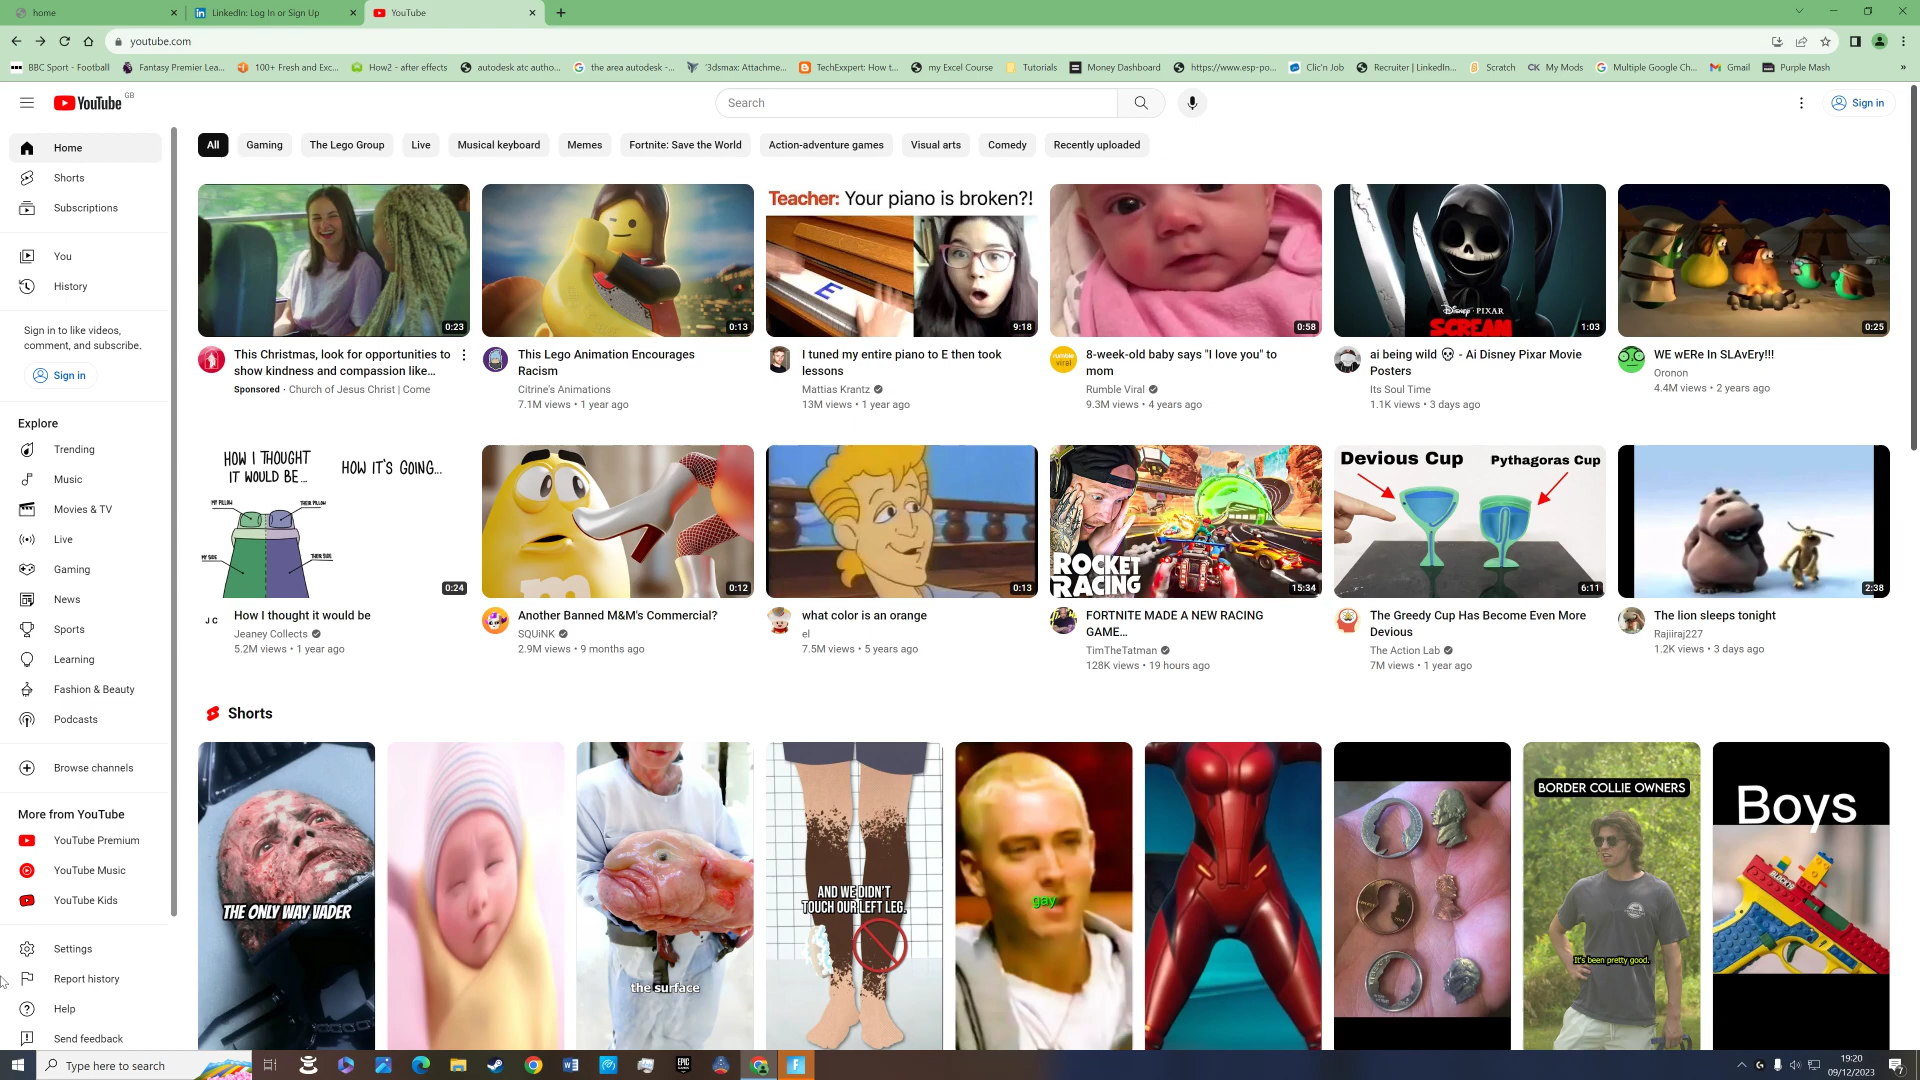 home
LinkedIn: Log In or Sign Up
YouTube
youtube.com
BBC Sport - Football
Fantasy Premier Lea...
100+ Fresh and Exc...
How2 - after effects
autodesk atc autho...
the area autodesk -...
'3dsmax: Attachme...
TechExxpert: How t...
my Excel Course
Tutorials
Money Dashboard
https://www.esp-po...
Clic'n Job
Recruiter | LinkedIn...
Scratch
CK My Mods
Multiple Google Ch...
Gmail
Purple Mash
»
YouTube GB
Search
Sign in
Home
Shorts
Subscriptions
You
History
Sign in to like videos,
comment, and subscribe.
Sign in
Explore
Trending
Music
Movies & TV
Live
Gaming
News
Sports
Learning
Fashion & Beauty
Podcasts
Browse channels
More from YouTube
YouTube Premium
YouTube Music
YouTube Kids
Settings
Report history
Help
Send feedback
All
Gaming
The Lego Group
Live
Musical keyboard
Memes
Fortnite: Save the World
Action-adventure games
Visual arts
Comedy
Recently uploaded
0:23
This Christmas, look for opportunities to
show kindness and compassion like...
Sponsored · Church of Jesus Christ | Come
0:13
This Lego Animation Encourages
Racism
Citrine's Animations
7.1M views • 1 year ago
Teacher: Your piano is broken?!
E
9:18
I tuned my entire piano to E then took
lessons
Mattias Krantz
13M views • 1 year ago
0:58
rumble
viral
8-week-old baby says "I love you" to
mom
Rumble Viral
9.3M views • 4 years ago
Disney · PIXAR
SCREAM
1:03
ai being wild 💀 - Ai Disney Pixar Movie
Posters
Its Soul Time
1.1K views • 3 days ago
0:25
WE wERe In SLAvERy!!!
Oronon
4.4M views • 2 years ago
HOW I THOUGHT
IT WOULD BE...
HOW IT'S GOING...
MY PILLOW
THEIR PILLOW
MY SIDE
THEIR SIDE
0:24
J C
How I thought it would be
Jeaney Collects
5.2M views • 1 year ago
m
0:12
Another Banned M&M's Commercial?
SQUiNK
2.9M views • 9 months ago
0:13
what color is an orange
el
7.5M views • 5 years ago
ROCKET
RACING
15:34
FORTNITE MADE A NEW RACING
GAME...
TimTheTatman
128K views • 19 hours ago
Devious Cup
Pythagoras Cup
6:11
The Greedy Cup Has Become Even More
Devious
The Action Lab
7M views • 1 year ago
2:38
The lion sleeps tonight
Rajiiraj227
1.2K views • 3 days ago
Shorts
THE ONLY WAY VADER
the surface
AND WE DIDN'T
TOUCH OUR LEFT LEG.
gay
BORDER COLLIE OWNERS
It's been pretty good.
Boys
Type here to search
EPIC
F
19:20
09/12/2023
7